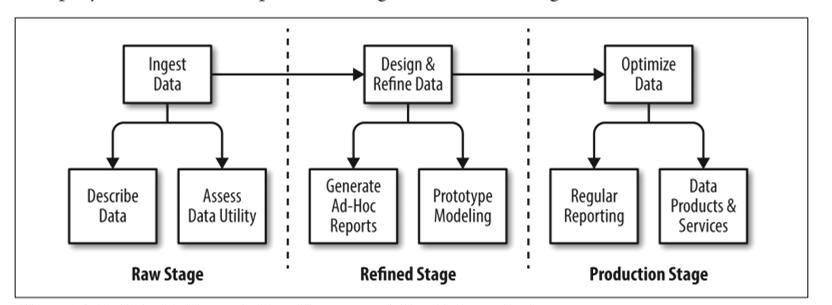 Ingest
Data
Design &
Refine Data
Optimize
Data
Describe
Data
Assess
Data Utility
Generate
Ad-Hoc
Reports
Prototype
Modeling
Regular
Reporting
Data
Products &
Services
Raw Stage
Refined Stage
Production Stage